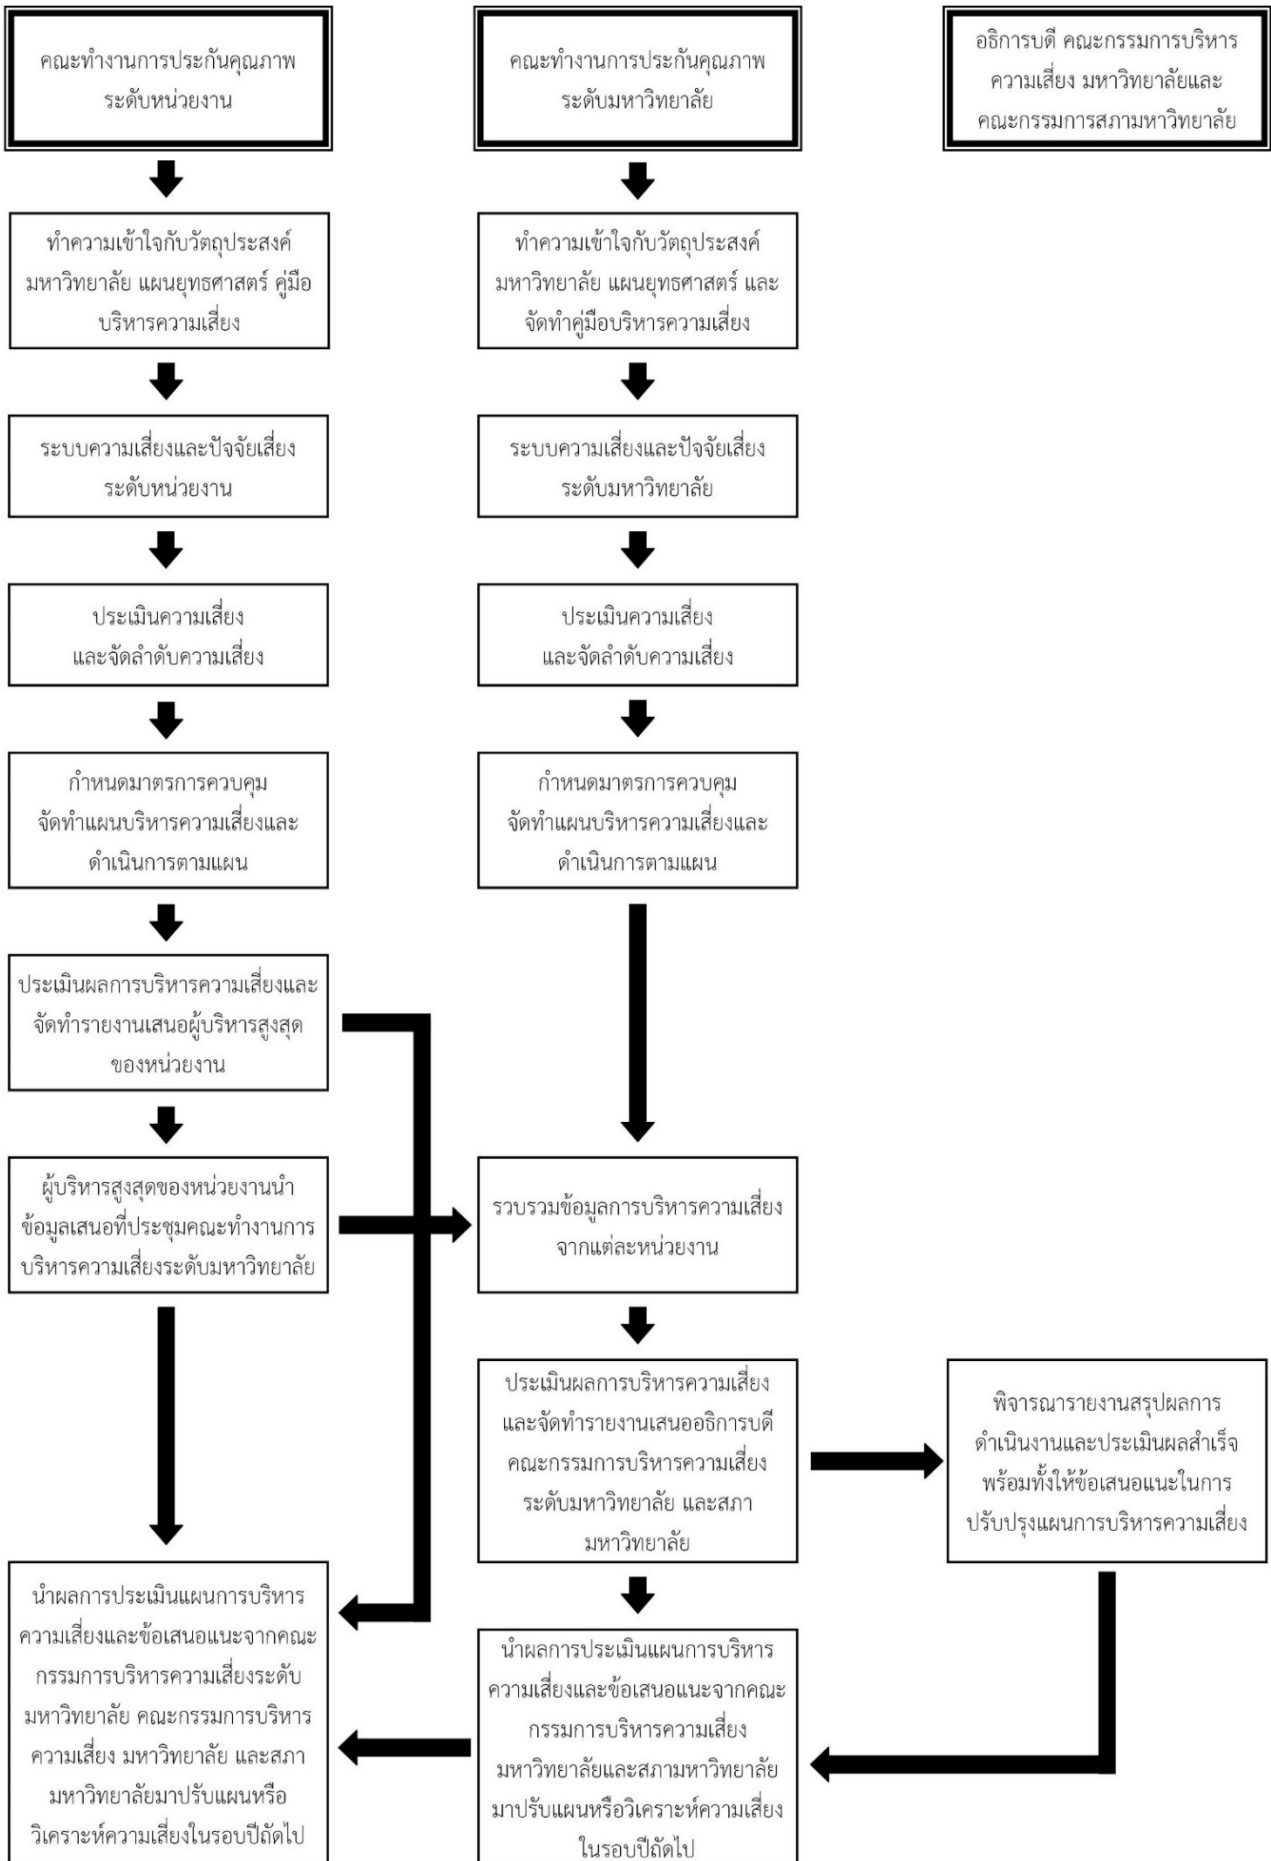 คณะทำงานการประกันคุณภาพ
ระดับหน่วยงาน
คณะทำงานการประกันคุณภาพ
ระดับมหาวิทยาลัย
อธิการบดี คณะกรรมการบริหาร
ความเสี่ยง มหาวิทยาลัยและ
คณะกรรมการสภามหาวิทยาลัย
ทำความเข้าใจกับวัตถุประสงค์
มหาวิทยาลัย แผนยุทธศาสตร์ คู่มือ
บริหารความเสี่ยง
ทำความเข้าใจกับวัตถุประสงค์
มหาวิทยาลัย แผนยุทธศาสตร์ และ
จัดทำคู่มือบริหารความเสี่ยง
ระบบความเสี่ยงและปัจจัยเสี่ยง
ระดับหน่วยงาน
ระบบความเสี่ยงและปัจจัยเสี่ยง
ระดับมหาวิทยาลัย
ประเมินความเสี่ยง
และจัดลำดับความเสี่ยง
ประเมินความเสี่ยง
และจัดลำดับความเสี่ยง
กำหนดมาตรการควบคุม
จัดทำแผนบริหารความเสี่ยงและ
ดำเนินการตามแผน
กำหนดมาตรการควบคุม
จัดทำแผนบริหารความเสี่ยงและ
ดำเนินการตามแผน
ประเมินผลการบริหารความเสี่ยงและ
จัดทำรายงานเสนอผู้บริหารสูงสุด
ของหน่วยงาน
ผู้บริหารสูงสุดของหน่วยงานนำ
ข้อมูลเสนอที่ประชุมคณะทำงานการ
บริหารความเสี่ยงระดับมหาวิทยาลัย
รวบรวมข้อมูลการบริหารความเสี่ยง
จากแต่ละหน่วยงาน
ประเมินผลการบริหารความเสี่ยง
และจัดทำรายงานเสนออธิการบดี
คณะกรรมการบริหารความเสี่ยง
ระดับมหาวิทยาลัย และสภา
มหาวิทยาลัย
พิจารณารายงานสรุปผลการ
ดำเนินงานและประเมินผลสำเร็จ
พร้อมทั้งให้ข้อเสนอแนะในการ
ปรับปรุงแผนการบริหารความเสี่ยง
นำผลการประเมินแผนการบริหาร
ความเสี่ยงและข้อเสนอแนะจากคณะ
กรรมการบริหารความเสี่ยงระดับ
มหาวิทยาลัย คณะกรรมการบริหาร
ความเสี่ยง มหาวิทยาลัย และสภา
มหาวิทยาลัยมาปรับแผนหรือ
วิเคราะห์ความเสี่ยงในรอบปีถัดไป
นำผลการประเมินแผนการบริหาร
ความเสี่ยงและข้อเสนอแนะจากคณะ
กรรมการบริหารความเสี่ยง
มหาวิทยาลัยและสภามหาวิทยาลัย
มาปรับแผนหรือวิเคราะห์ความเสี่ยง
ในรอบปีถัดไป